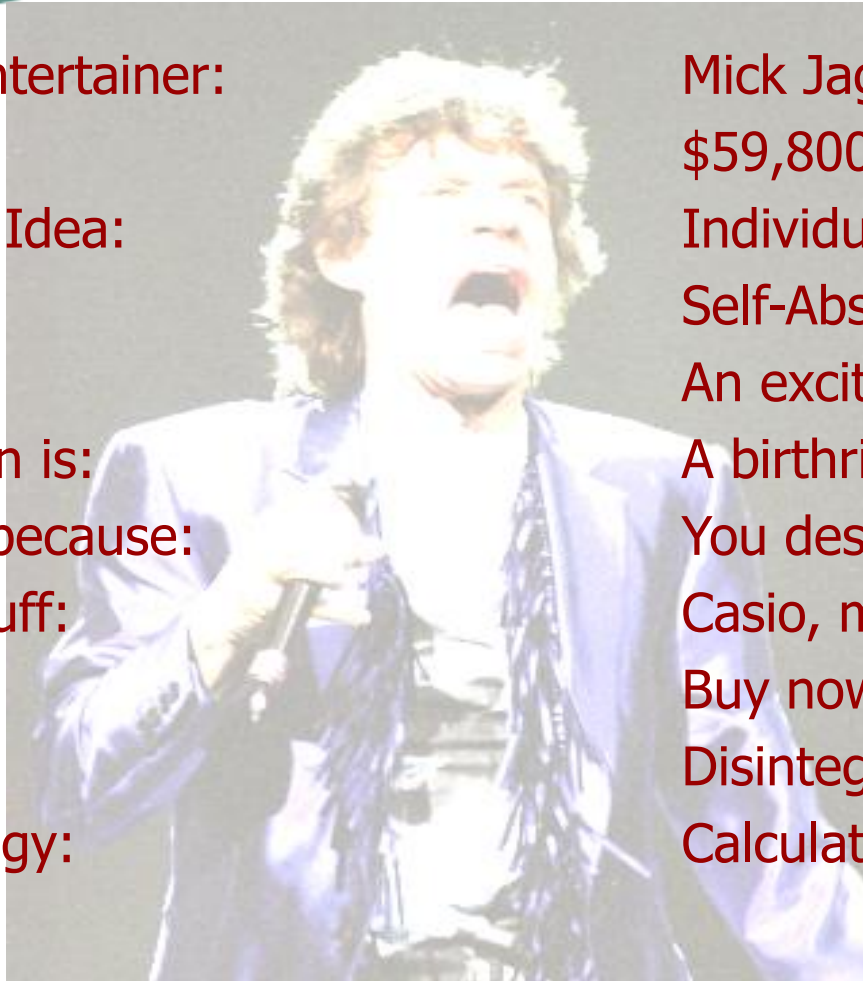 ntertainer: Mick Jag
$59,800
Idea: Individu
Self-Abs
An excit
n is: A birthri
because: You des
uff: Casio, m
Buy now
Disinteg
gy: Calculat